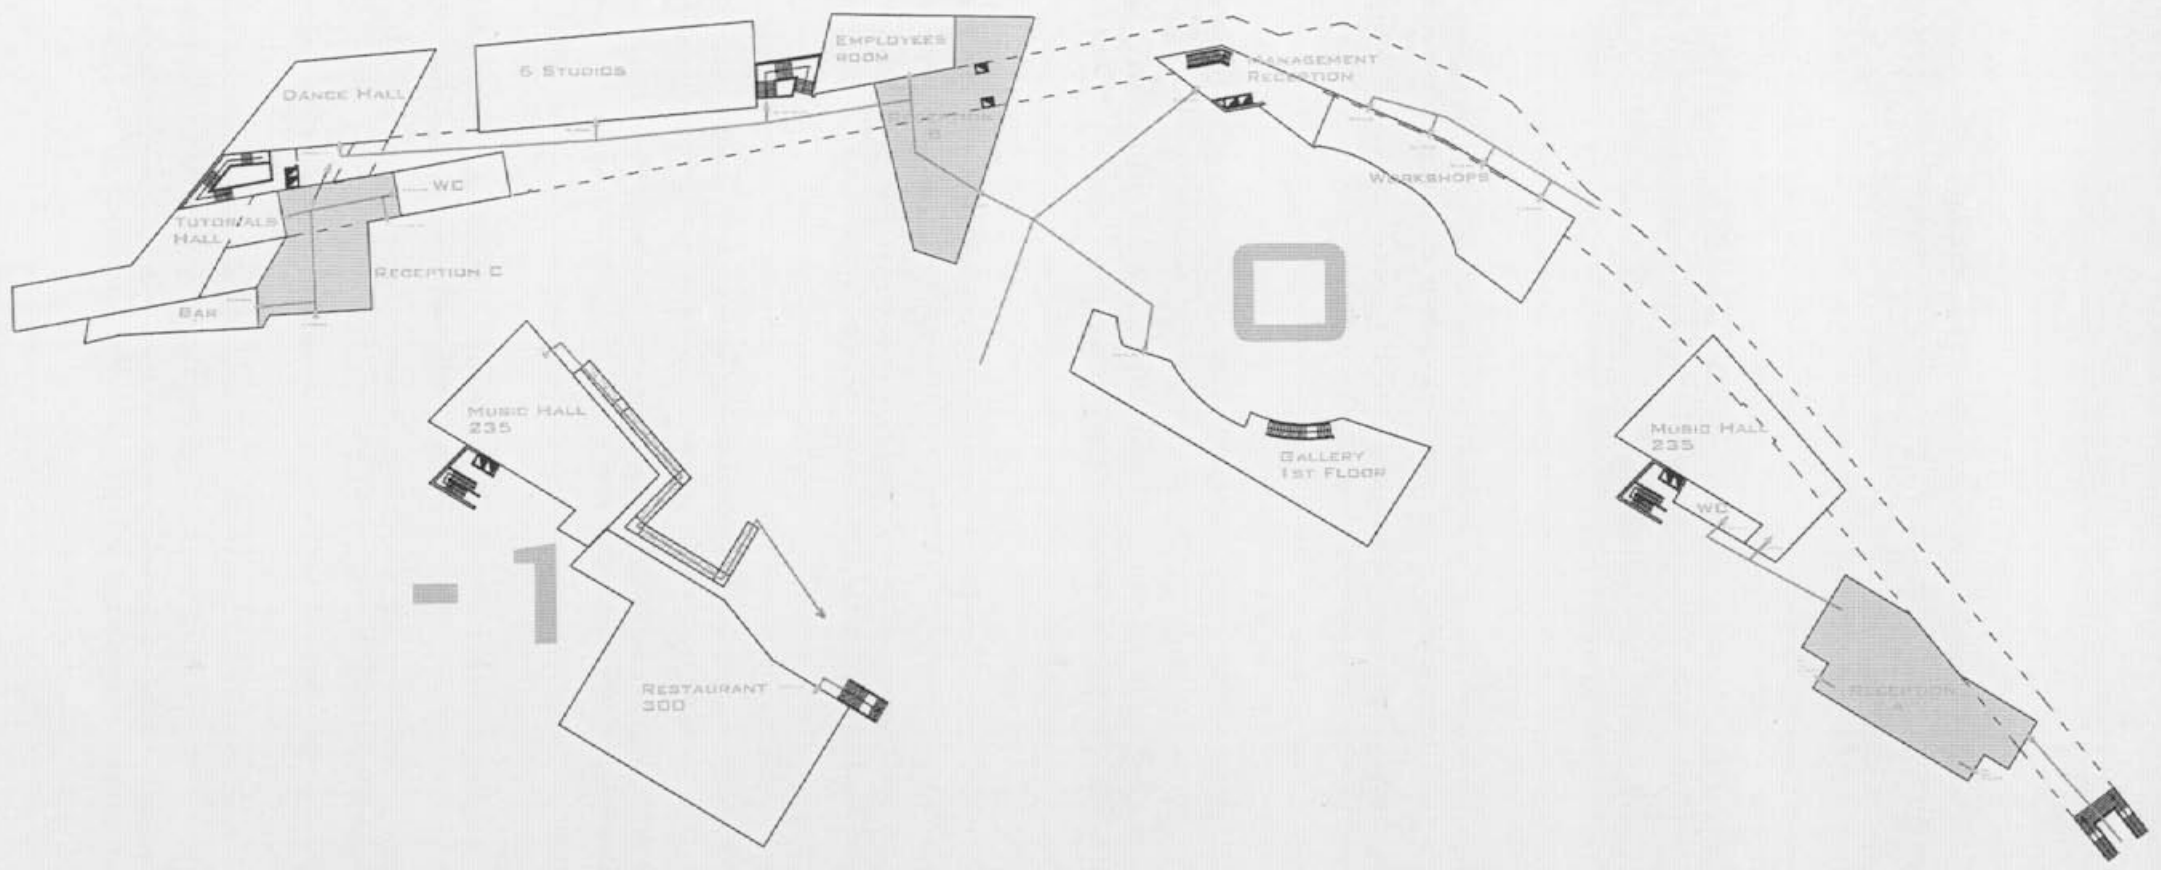 EMPLOYEES
ROOM
6 STUDIOS
DANCE HALL
MANAGEMENT
RECEPTION
WORKSHOPS
WC
TUTORIALS
HALL
RECEPTION C
BAR
0
B
MUSIC HALL
235
MUSIC HALL
235
GALLERY
1ST FLOOR
WC
- 1
RESTAURANT
300
RECEPTION
A